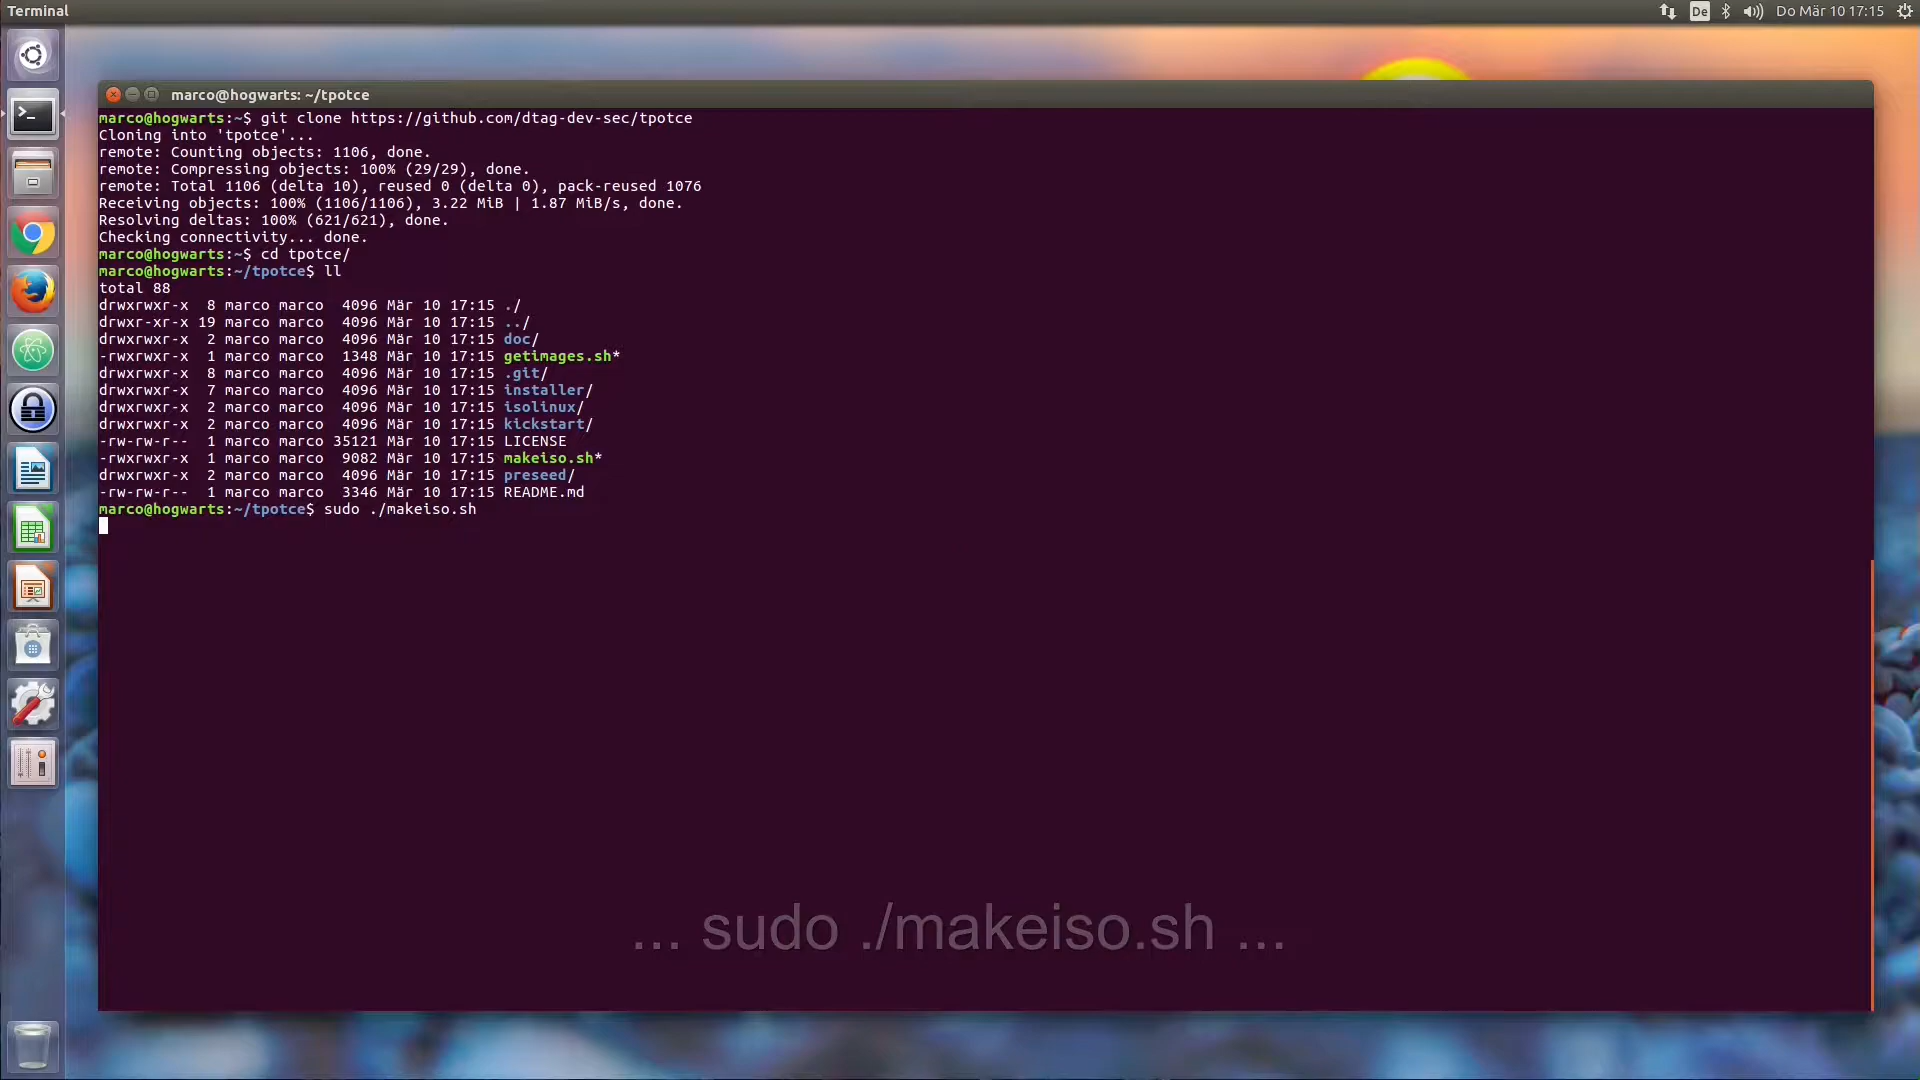 Terminal
De
Do Mär 10 17:15
marco@hogwarts: ~/tpotce
marco@hogwarts:~$ git clone https://github.com/dtag-dev-sec/tpotce
Cloning into 'tpotce'...
remote: Counting objects: 1106, done.
remote: Compressing objects: 100% (29/29), done.
remote: Total 1106 (delta 10), reused 0 (delta 0), pack-reused 1076
Receiving objects: 100% (1106/1106), 3.22 MiB | 1.87 MiB/s, done.
Resolving deltas: 100% (621/621), done.
Checking connectivity... done.
marco@hogwarts:~$ cd tpotce/
marco@hogwarts:~/tpotce$ ll
total 88
drwxrwxr-x  8 marco marco  4096 Mär 10 17:15 ./
drwxr-xr-x 19 marco marco  4096 Mär 10 17:15 ../
drwxrwxr-x  2 marco marco  4096 Mär 10 17:15 doc/
-rwxrwxr-x  1 marco marco  1348 Mär 10 17:15 getimages.sh*
drwxrwxr-x  8 marco marco  4096 Mär 10 17:15 .git/
drwxrwxr-x  7 marco marco  4096 Mär 10 17:15 installer/
drwxrwxr-x  2 marco marco  4096 Mär 10 17:15 isolinux/
drwxrwxr-x  2 marco marco  4096 Mär 10 17:15 kickstart/
-rw-rw-r--  1 marco marco 35121 Mär 10 17:15 LICENSE
-rwxrwxr-x  1 marco marco  9082 Mär 10 17:15 makeiso.sh*
drwxrwxr-x  2 marco marco  4096 Mär 10 17:15 preseed/
-rw-rw-r--  1 marco marco  3346 Mär 10 17:15 README.md
marco@hogwarts:~/tpotce$ sudo ./makeiso.sh
... sudo ./makeiso.sh ...